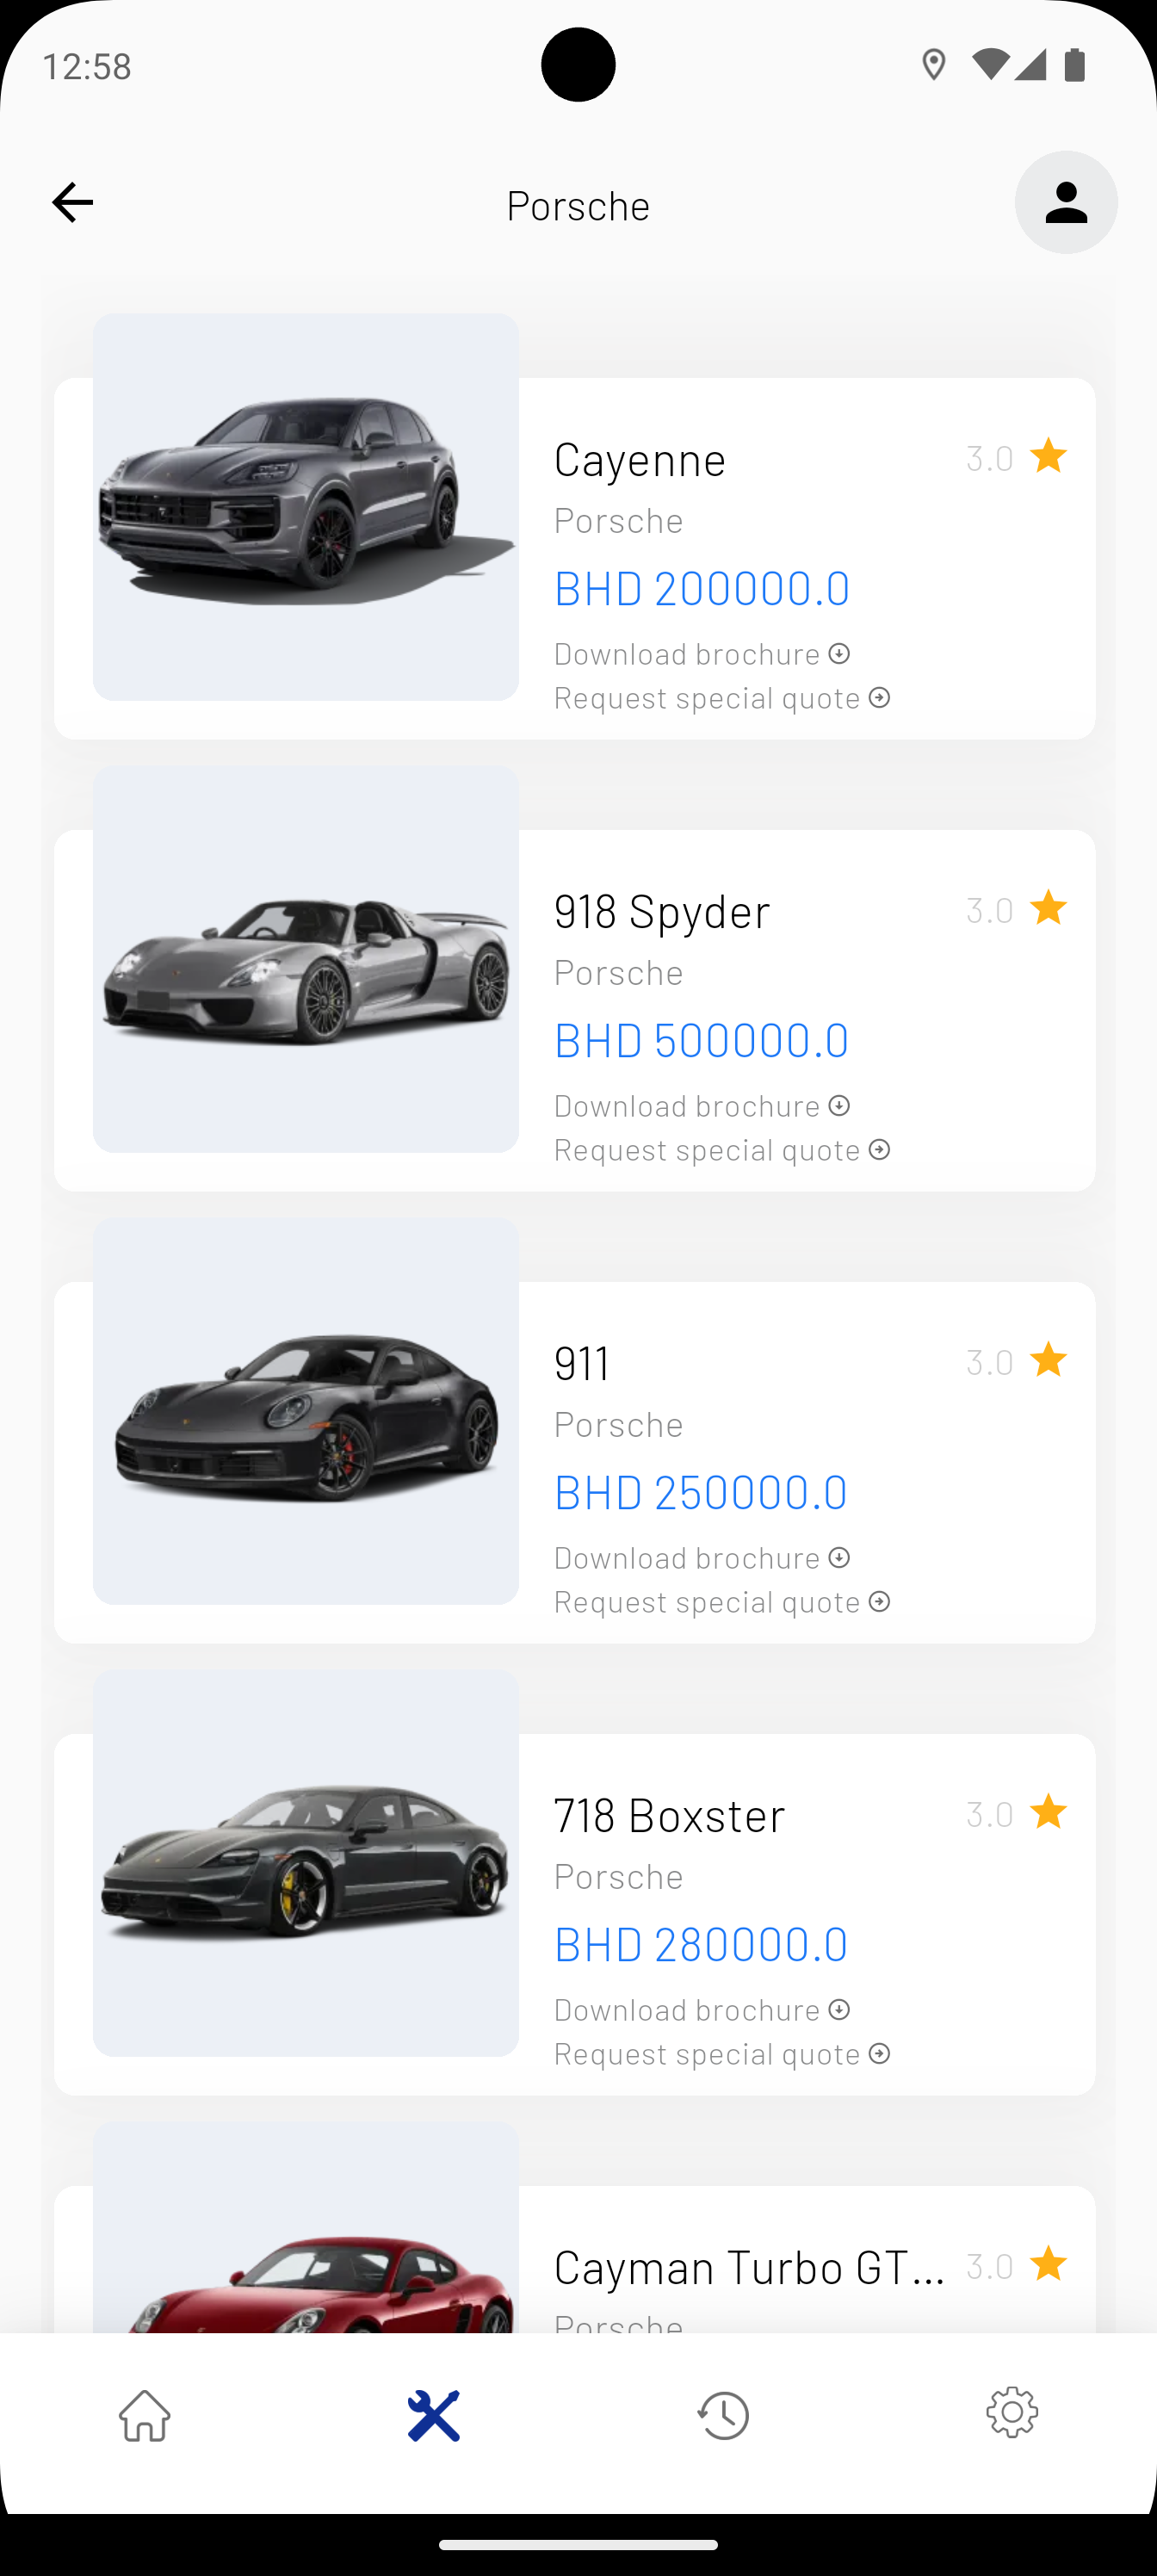 12:58
Porsche
Cayenne
3.0
Porsche
BHD 200000.0
Download brochure
Request special quote
918 Spyder
3.0
Porsche
BHD 500000.0
Download brochure
Request special quote
911
3.0
Porsche
BHD 250000.0
Download brochure
Request special quote
718 Boxster
3.0
Porsche
BHD 280000.0
Download brochure
Request special quote
Cayman Turbo GT...
3.0
Porsche